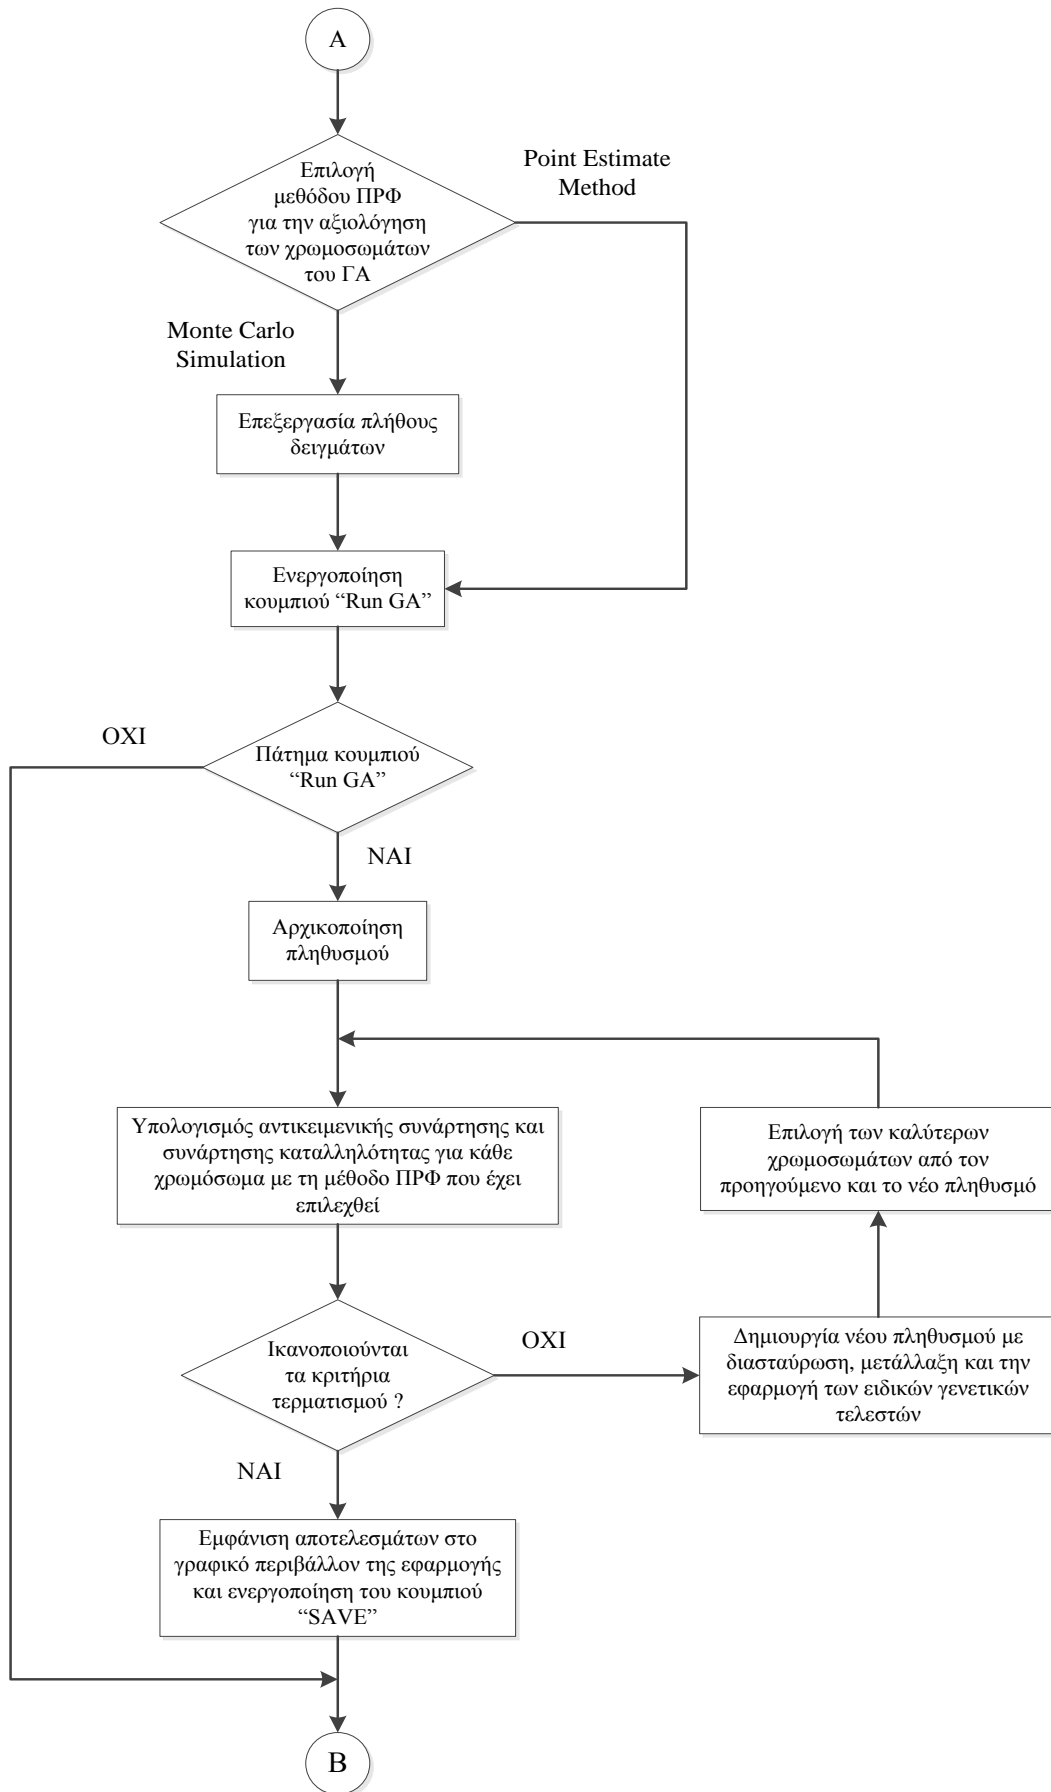 A
Επιλογή
μεθόδου ΠΡΦ
για την αξιολόγηση
των χρωμοσωμάτων
του ΓΑ
Point Estimate
Method
Monte Carlo
Simulation
Επεξεργασία πλήθους
δειγμάτων
Ενεργοποίηση
κουμπιού “Run GA”
ΟΧΙ
Πάτημα κουμπιού
“Run GA”
ΝΑΙ
Αρχικοποίηση
πληθυσμού
Υπολογισμός αντικειμενικής συνάρτησης και
συνάρτησης καταλληλότητας για κάθε
χρωμόσωμα με τη μέθοδο ΠΡΦ που έχει
επιλεχθεί
Επιλογή των καλύτερων
χρωμοσωμάτων από τον
προηγούμενο και το νέο πληθυσμό
Ικανοποιούνται
τα κριτήρια
τερματισμού ?
ΟΧΙ
Δημιουργία νέου πληθυσμού με
διασταύρωση, μετάλλαξη και την
εφαρμογή των ειδικών γενετικών
τελεστών
ΝΑΙ
Εμφάνιση αποτελεσμάτων στο
γραφικό περιβάλλον της εφαρμογής
και ενεργοποίηση του κουμπιού
“SAVE”
B